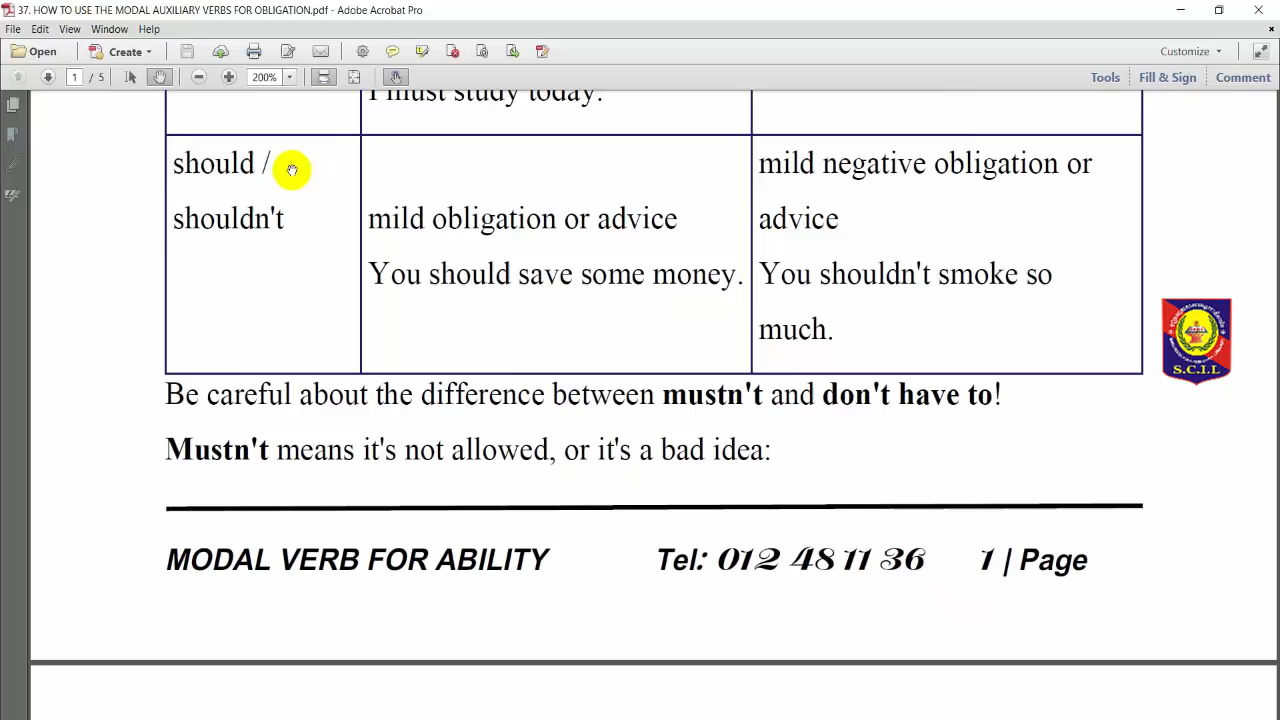 37. HOW TO USE THE MODAL AUXILIARY VERBS FOR OBLIGATION.pdf - Adobe Acrobat Pro
File Edit View Window Help
Open Create Customize
1 / 5 200% Tools Fill & Sign Comment
I must study today.
should / mild negative obligation or
shouldn't mild obligation or advice advice
You should save some money. You shouldn't smoke so
much.
S.C.I.L
Be careful about the difference between mustn't and don't have to!
Mustn't means it's not allowed, or it's a bad idea:
MODAL VERB FOR ABILITY Tel: 012 48 11 36 1 | Page